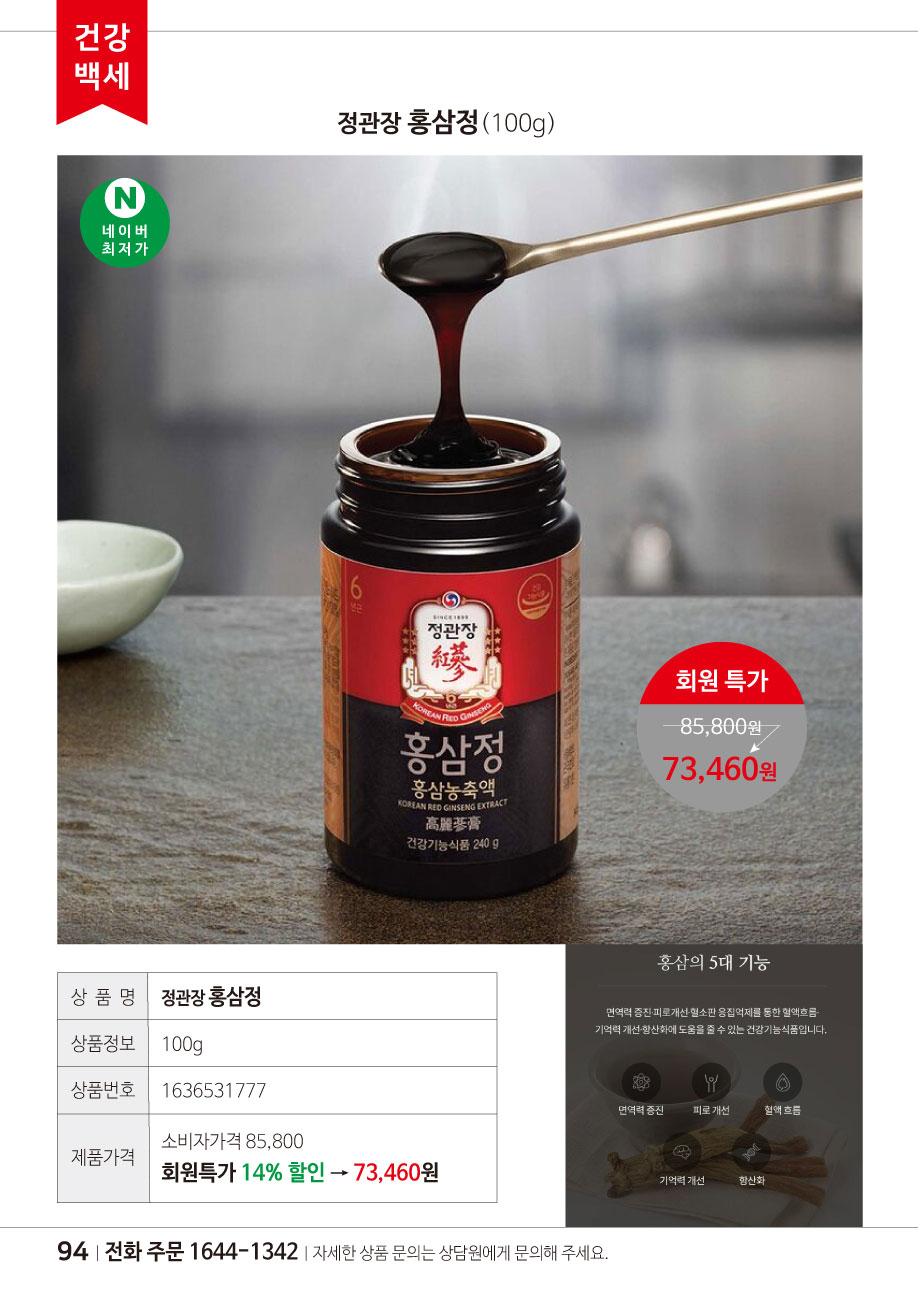 건강
백세
정관장 홍삼정(100g)
N
네이버
최저가
6
년근
건강
기능식품
SINCE 1899
정관장
紅蔘
6
년근
KOREAN RED GINSENG
홍삼정
홍삼농축액
KOREAN RED GINSENG EXTRACT
高麗蔘膏
건강기능식품 240 g
회원 특가
85,800원
73,460원
상 품 명 정관장 홍삼정
상품정보 100g
상품번호 1636531777
제품가격 소비자가격 85,800
회원특가 14% 할인 → 73,460원
홍삼의 5대 기능
면역력 증진·피로개선·혈소판 응집억제를 통한 혈액흐름·
기억력 개선·항산화에 도움을 줄 수 있는 건강기능식품입니다.
면역력 증진 피로 개선 혈액 흐름
기억력 개선 항산화
94 | 전화 주문 1644-1342 | 자세한 상품 문의는 상담원에게 문의해 주세요.